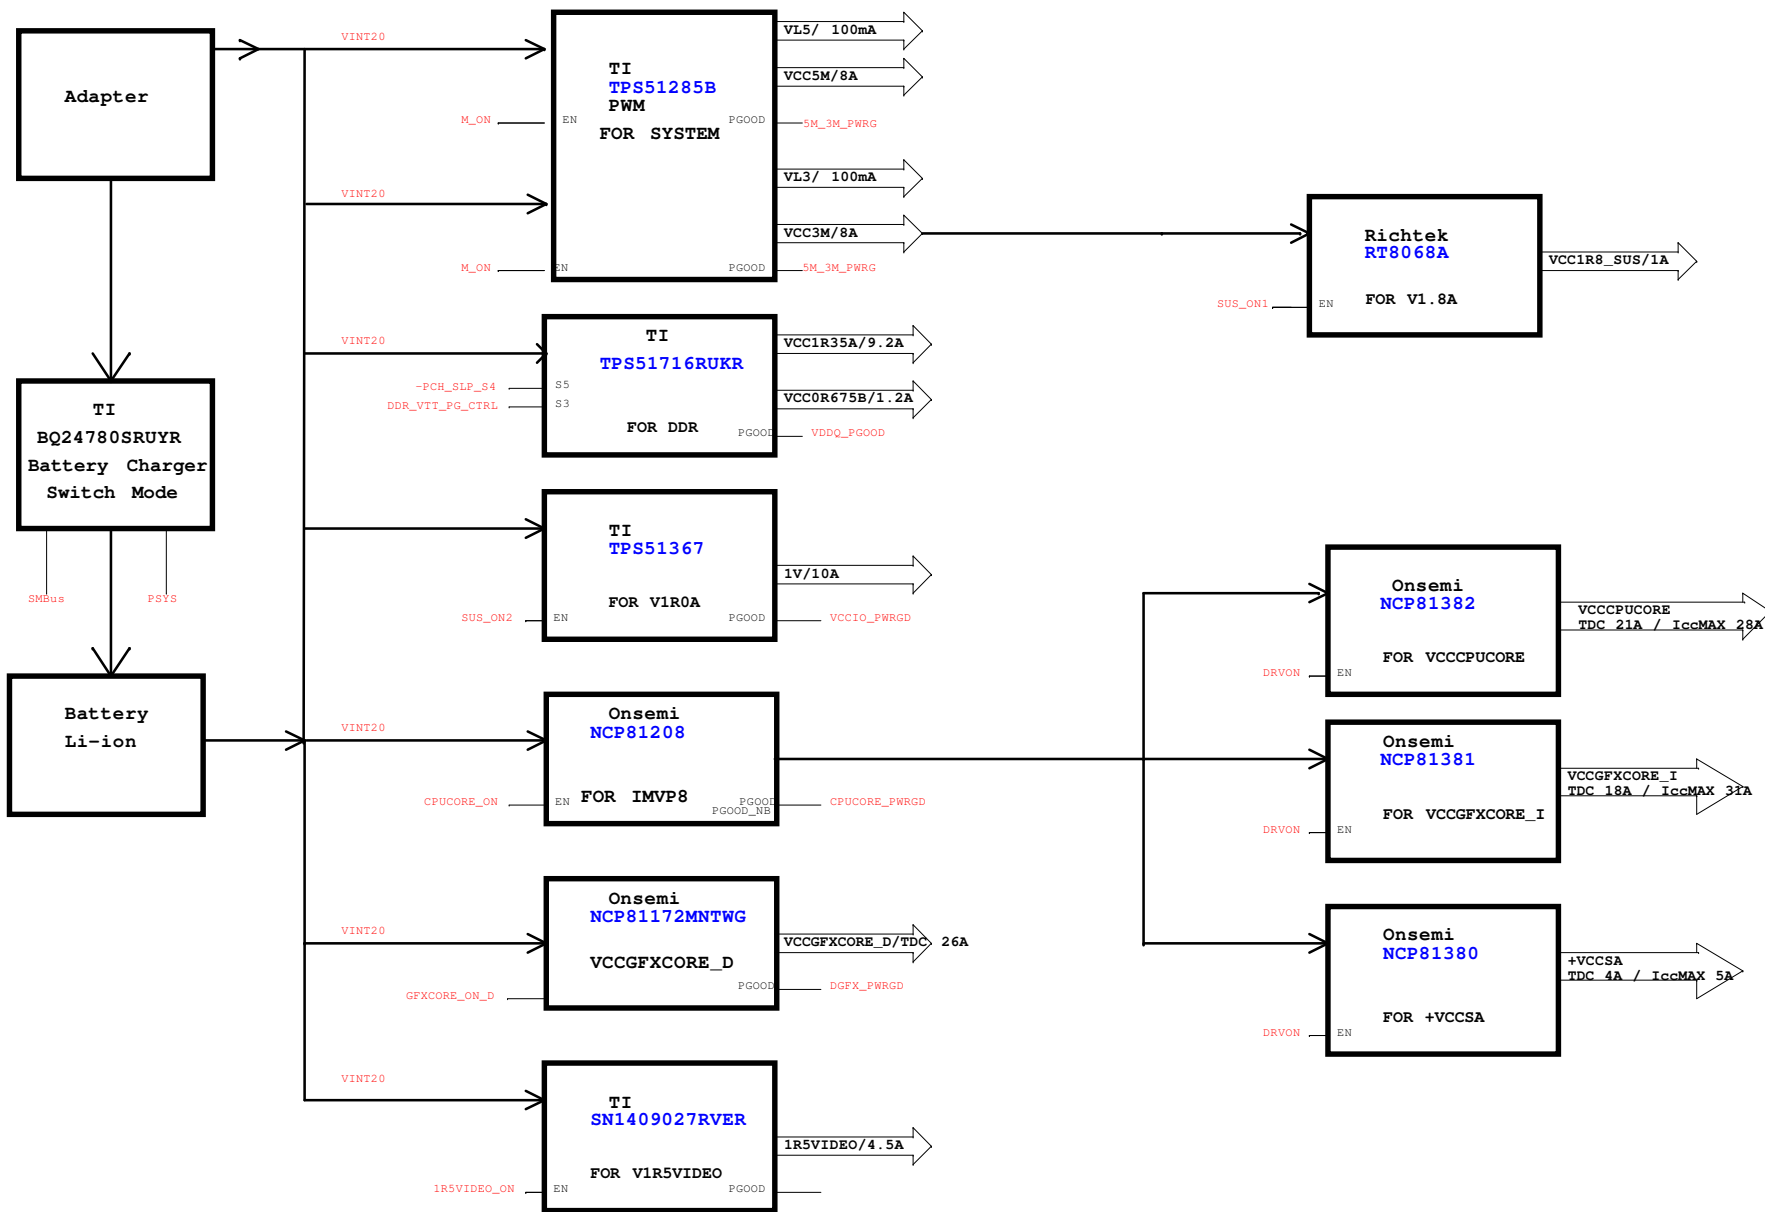 Adapter
TI
BQ24780SRUYR
Battery Charger
Switch Mode
SMBus
PSYS
Battery
Li-ion
VINT20
M_ON
VINT20
M_ON
TI
TPS51285B
PWM
FOR SYSTEM
EN
PGOOD
EN
PGOOD
VL5/ 100mA
VCC5M/8A
5M_3M_PWRG
VL3/ 100mA
VCC3M/8A
5M_3M_PWRG
Richtek
RT8068A
FOR V1.8A
SUS_ON1
EN
VCC1R8_SUS/1A
VINT20
-PCH_SLP_S4
DDR_VTT_PG_CTRL
TI
TPS51716RUKR
S5
S3
FOR DDR
PGOOD
VCC1R35A/9.2A
VCC0R675B/1.2A
VDDQ_PGOOD
TI
TPS51367
FOR V1R0A
SUS_ON2
EN
PGOOD
1V/10A
VCCIO_PWRGD
VINT20
Onsemi
NCP81208
FOR IMVP8
CPUCORE_ON
EN
PGOOD
PGOOD_NB
CPUCORE_PWRGD
Onsemi
NCP81382
FOR VCCCPUCORE
DRVON
EN
VCCCPUCORE
TDC 21A / IccMAX 28A
Onsemi
NCP81381
FOR VCCGFXCORE_I
DRVON
EN
VCCGFXCORE_I
TDC 18A / IccMAX 31A
Onsemi
NCP81380
FOR +VCCSA
DRVON
EN
+VCCSA
TDC 4A / IccMAX 5A
VINT20
Onsemi
NCP81172MNTWG
VCCGFXCORE_D
GFXCORE_ON_D
PGOOD
VCCGFXCORE_D/TDC 26A
DGFX_PWRGD
VINT20
TI
SN1409027RVER
FOR V1R5VIDEO
1R5VIDEO_ON
EN
PGOOD
1R5VIDEO/4.5A